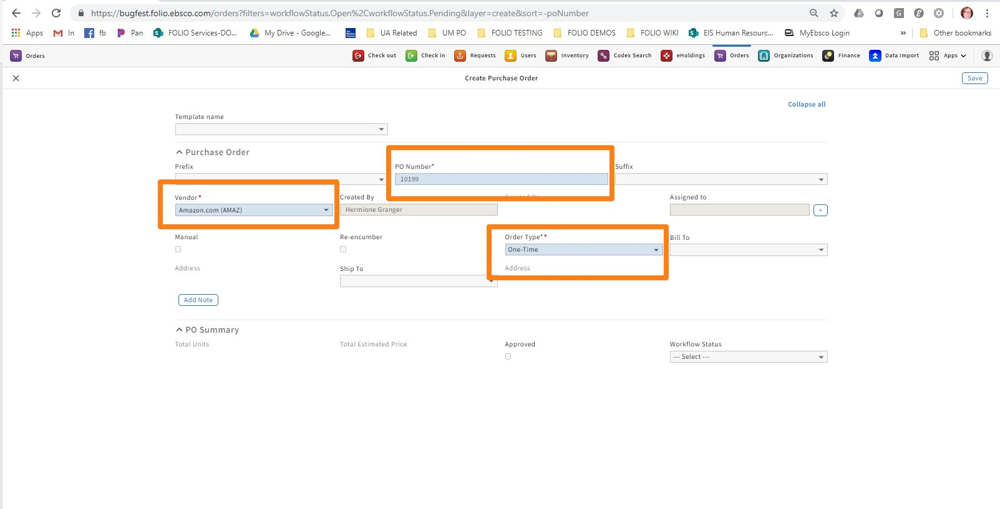 https://bugfest.folio.ebsco.com/orders?filters=workflowStatus.Open%2CworkflowStatus.Pending&layer=create&sort=-poNumber
Apps In fb Pan FOLIO Services-DO... My Drive - Google... UA Related UM PO FOLIO TESTING FOLIO DEMOS FOLIO WIKI EIS Human Resourc... MyEbsco Login » Other bookmarks
Orders Check out Check in Requests Users Inventory Codex Search eHoldings Orders Organizations Finance Data Import Apps
Create Purchase Order Save
Collapse all
Template name
Purchase Order
Prefix PO Number* Suffix
10199
Vendor* Created By Assigned to
Amazon.com (AMAZ) Hermione Granger +
Manual Re-encumber Order Type** Bill To
One-Time
Address Ship To Address
Add Note
PO Summary
Total Units Total Estimated Price Approved Workflow Status
--- Select ---